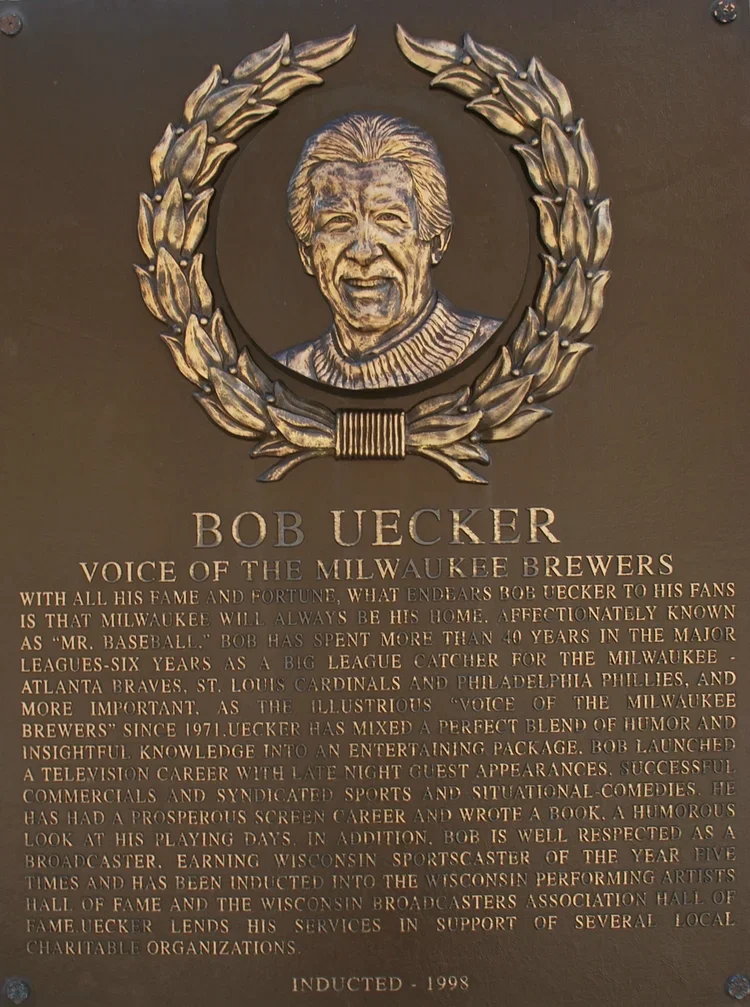 BOB UECKER
VOICE OF THE MILWAUKEE BREWERS
WITH ALL HIS FAME AND FORTUNE, WHAT ENDEARS BOB UECKER TO HIS FANS
IS THAT MILWAUKEE WILL ALWAYS BE HIS HOME. AFFECTIONATELY KNOWN
AS "MR. BASEBALL." BOB HAS SPENT MORE THAN 40 YEARS IN THE MAJOR
LEAGUES-SIX YEARS AS A BIG LEAGUE CATCHER FOR THE MILWAUKEE -
ATLANTA BRAVES, ST. LOUIS CARDINALS AND PHILADELPHIA PHILLIES, AND
MORE IMPORTANT, AS THE ILLUSTRIOUS "VOICE OF THE MILWAUKEE
BREWERS" SINCE 1971.UECKER HAS MIXED A PERFECT BLEND OF HUMOR AND
INSIGHTFUL KNOWLEDGE INTO AN ENTERTAINING PACKAGE. BOB LAUNCHED
A TELEVISION CAREER WITH LATE NIGHT GUEST APPEARANCES, SUCCESSFUL
COMMERCIALS AND SYNDICATED SPORTS AND SITUATIONAL-COMEDIES. HE
HAS HAD A PROSPEROUS SCREEN CAREER AND WROTE A BOOK, A HUMOROUS
LOOK AT HIS PLAYING DAYS. IN ADDITION, BOB IS WELL RESPECTED AS A
BROADCASTER, EARNING WISCONSIN SPORTSCASTER OF THE YEAR FIVE
TIMES AND HAS BEEN INDUCTED INTO THE WISCONSIN PERFORMING ARTISTS
HALL OF FAME AND THE WISCONSIN BROADCASTERS ASSOCIATION HALL OF
FAME.UECKER LENDS HIS SERVICES IN SUPPORT OF SEVERAL LOCAL
CHARITABLE ORGANIZATIONS.
INDUCTED - 1998